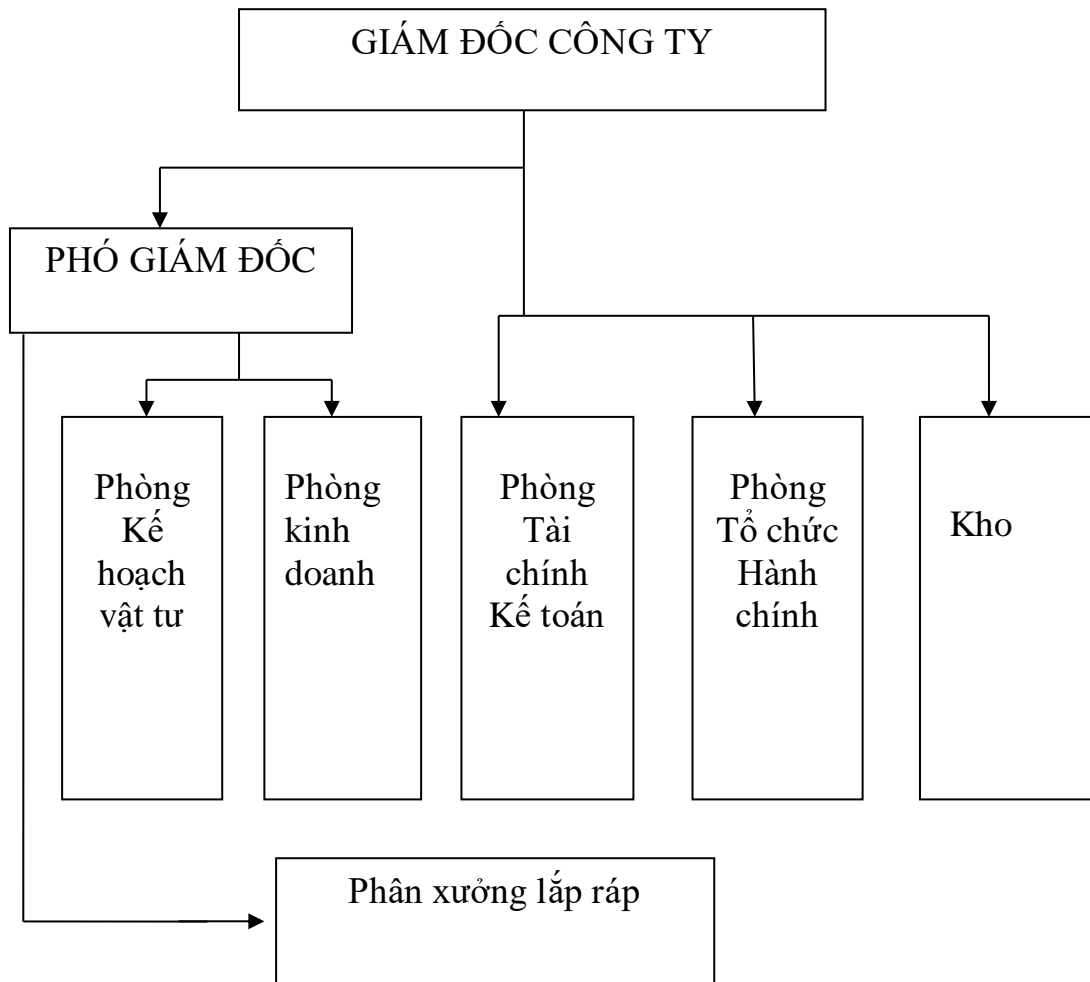 GIÁM ĐỐC CÔNG TY
PHÓ GIÁM ĐỐC
Phòng
Kế
hoạch
vật tư
Phòng
kinh
doanh
Phòng
Tài
chính
Kế toán
Phòng
Tổ chức
Hành
chính
Kho
Phân xưởng lắp ráp